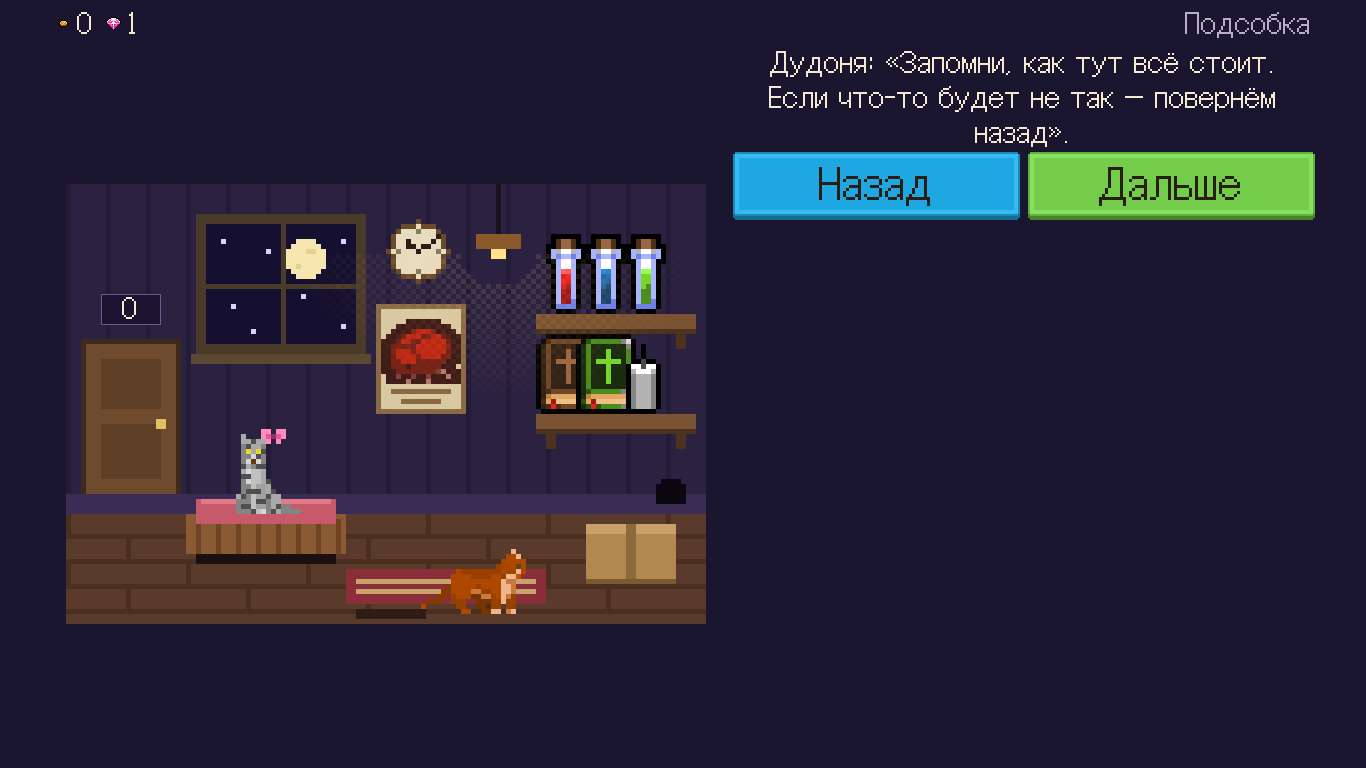 0 1
Подсобка
Дудоня: «Запомни, как тут всё стоит.
Если что-то будет не так — повернём
назад».
Назад Дальше
0